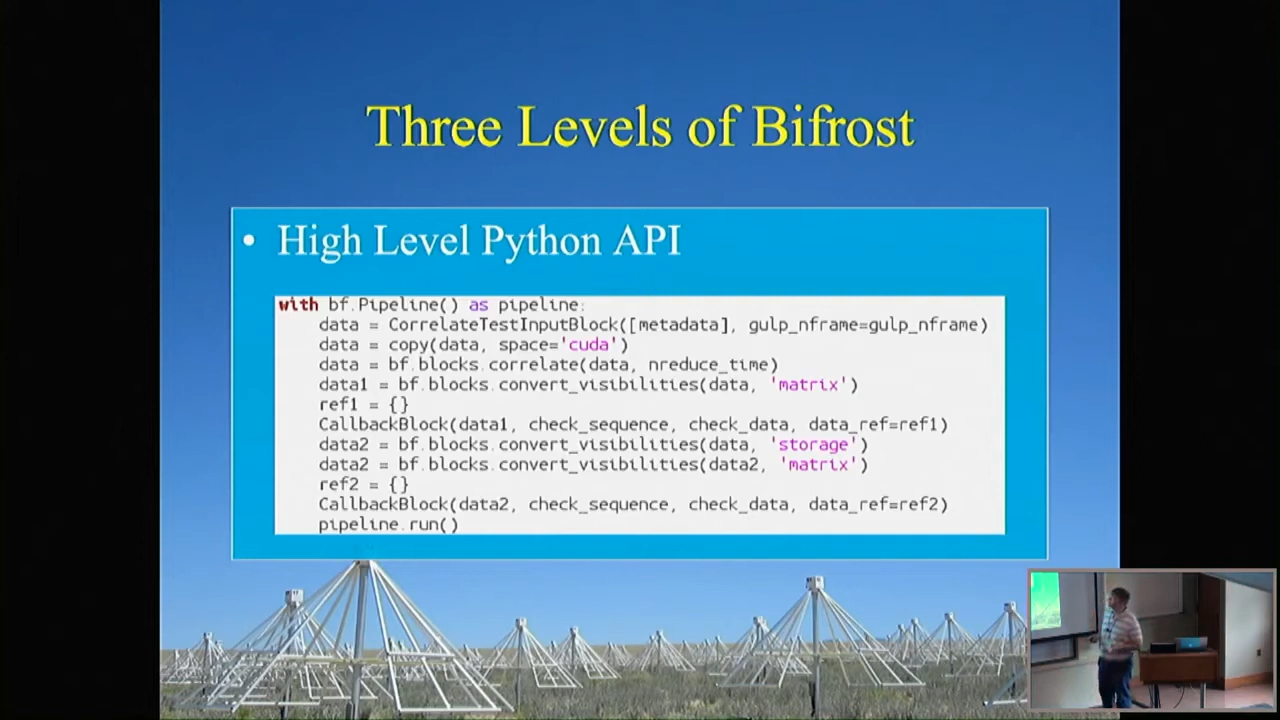 Three Levels of Bifrost
• High Level Python API
with bf.Pipeline() as pipeline:
data = CorrelateTestInputBlock([metadata], gulp_nframe=gulp_nframe)
data = copy(data, space='cuda')
data = bf.blocks.correlate(data, nreduce_time)
data1 = bf.blocks.convert_visibilities(data, 'matrix')
ref1 = {}
CallbackBlock(data1, check_sequence, check_data, data_ref=ref1)
data2 = bf.blocks.convert_visibilities(data, 'storage')
data2 = bf.blocks.convert_visibilities(data2, 'matrix')
ref2 = {}
CallbackBlock(data2, check_sequence, check_data, data_ref=ref2)
pipeline.run()